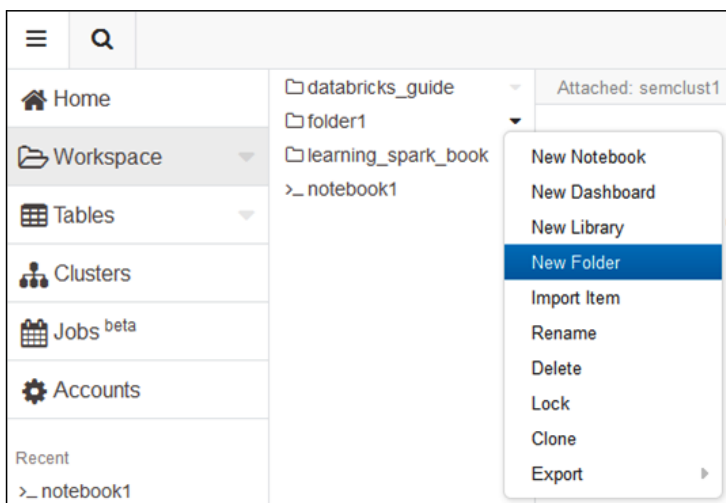 Home
Workspace
Tables
Clusters
Jobs beta
Accounts
Recent
>_ notebook1
databricks_guide
folder1
learning_spark_book
>_ notebook1
Attached: semclust1
New Notebook
New Dashboard
New Library
New Folder
Import Item
Rename
Delete
Lock
Clone
Export